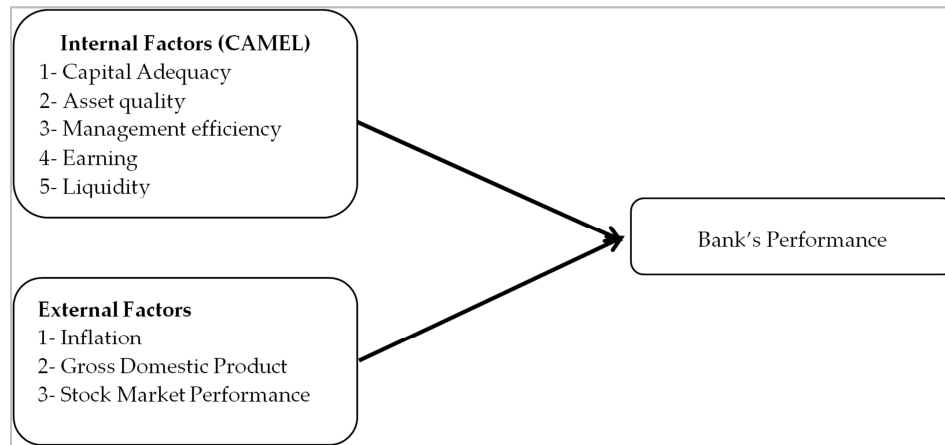 Internal Factors (CAMEL)
1- Capital Adequacy
2- Asset quality
3- Management efficiency
4- Earning
5- Liquidity
Bank's Performance
External Factors
1- Inflation
2- Gross Domestic Product
3- Stock Market Performance